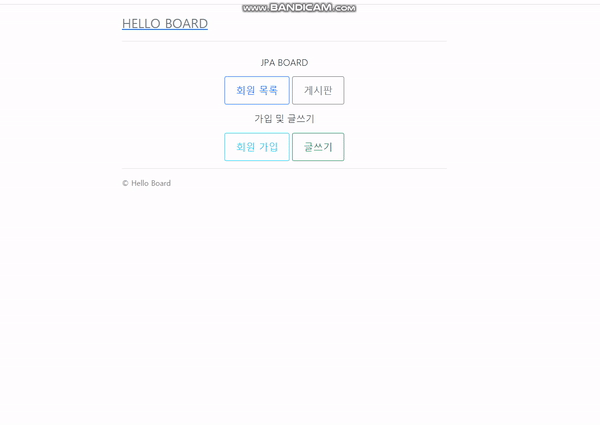 www.BANDICAM.com
HELLO BOARD
JPA BOARD
회원 목록 게시판
가입 및 글쓰기
회원 가입 글쓰기
© Hello Board